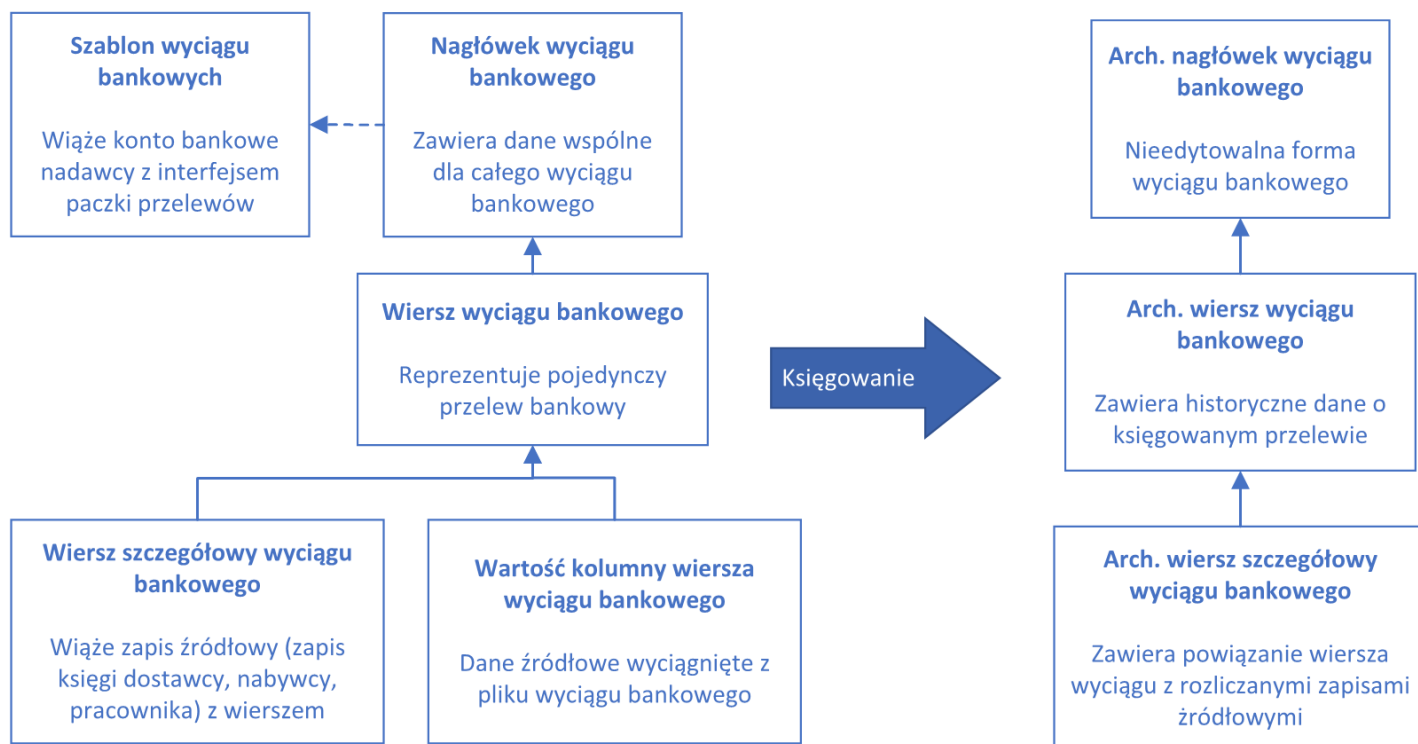 Szablon wyciągu
bankowych
Wiąże konto bankowe
nadawcy z interfejsem
paczki przelewów
Nagłówek wyciągu
bankowego
Zawiera dane wspólne
dla całego wyciągu
bankowego
Wiersz wyciągu bankowego
Reprezentuje pojedynczy
przelew bankowy
Wiersz szczegółowy wyciągu
bankowego
Wiąże zapis źródłowy (zapis
księgi dostawcy, nabywcy,
pracownika) z wierszem
Wartość kolumny wiersza
wyciągu bankowego
Dane źródłowe wyciągnięte z
pliku wyciągu bankowego
Księgowanie
Arch. nagłówek wyciągu
bankowego
Nieedytowalna forma
wyciągu bankowego
Arch. wiersz wyciągu
bankowego
Zawiera historyczne dane o
księgowanym przelewie
Arch. wiersz szczegółowy
wyciągu bankowego
Zawiera powiązanie wiersza
wyciągu z rozliczanymi zapisami
żródłowymi